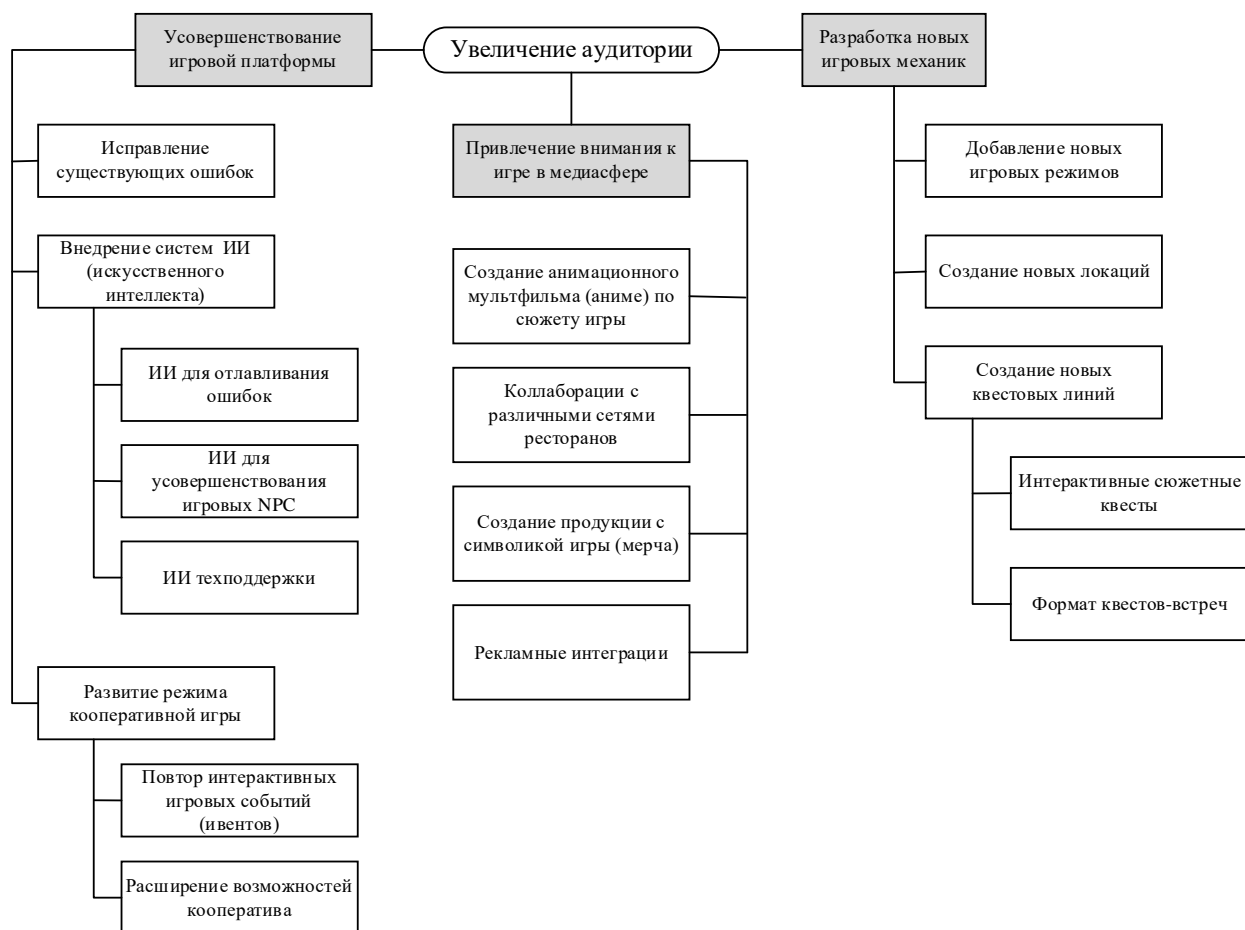 Усовершенствование
игровой платформы
Увеличение аудитории
Разработка новых
игровых механик
Исправление
существующих ошибок
Внедрение систем ИИ
(искусственного
интеллекта)
ИИ для отлавливания
ошибок
ИИ для
усовершенствования
игровых NPC
ИИ техподдержки
Развитие режима
кооперативной игры
Повтор интерактивных
игровых событий
(ивентов)
Расширение возможностей
кооператива
Привлечение внимания к
игре в медиасфере
Создание анимационного
мультфильма (аниме) по
сюжету игры
Коллаборации с
различными сетями
ресторанов
Создание продукции с
символикой игры (мерча)
Рекламные интеграции
Добавление новых
игровых режимов
Создание новых локаций
Создание новых
квестовых линий
Интерактивные сюжетные
квесты
Формат квестов-встреч